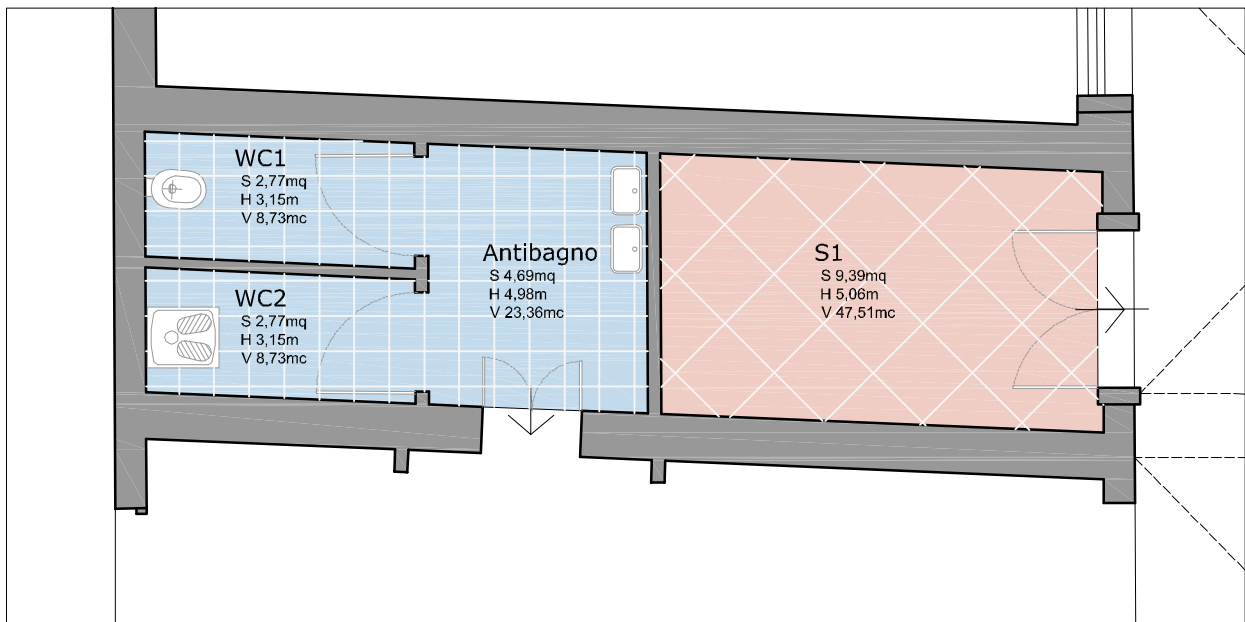 WC1
S 2,77mq
H 3,15m
V 8,73mc
WC2
S 2,77mq
H 3,15m
V 8,73mc
Antibagno
S 4,69mq
H 4,98m
V 23,36mc
S1
S 9,39mq
H 5,06m
V 47,51mc